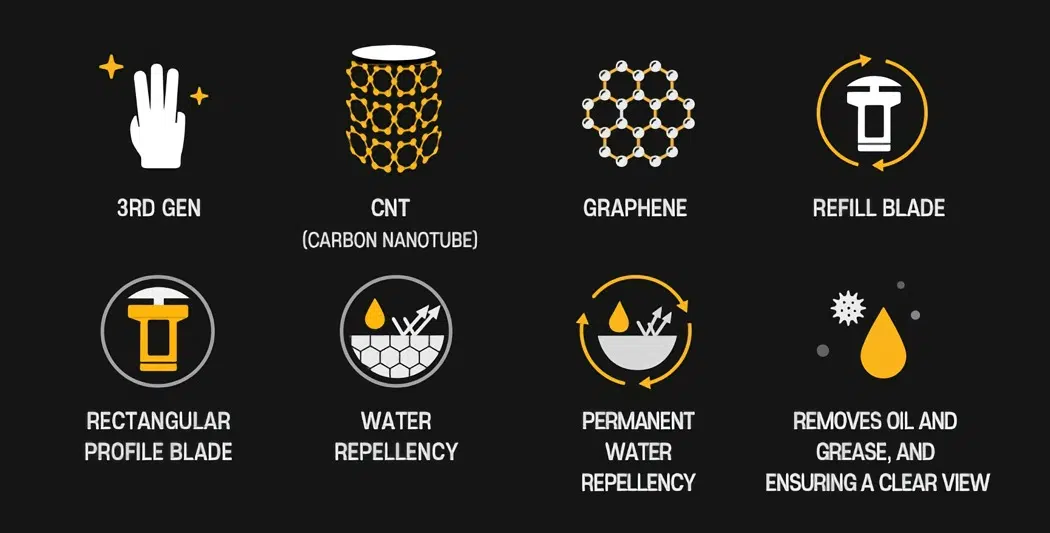 3RD GEN
CNT
(CARBON NANOTUBE)
GRAPHENE
REFILL BLADE
RECTANGULAR
PROFILE BLADE
WATER
REPELLENCY
PERMANENT
WATER
REPELLENCY
REMOVES OIL AND
GREASE, AND
ENSURING A CLEAR VIEW